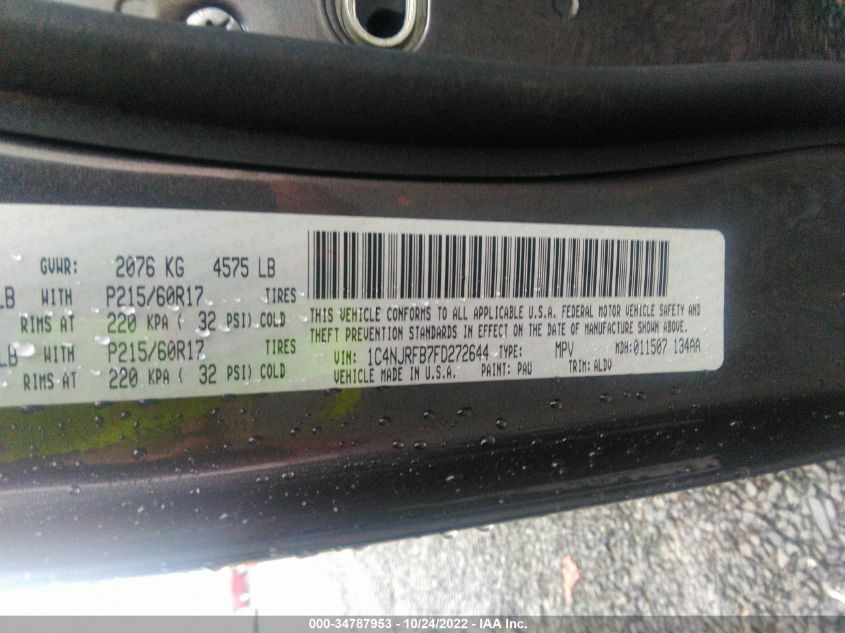 GVWR: 2076 KG 4575 LB
LB WITH P215/60R17 TIRES
RIMS AT 220 KPA ( 32 PSI) COLD
LB WITH P215/60R17 TIRES
RIMS AT 220 KPA ( 32 PSI) COLD
THIS VEHICLE CONFORMS TO ALL APPLICABLE U.S.A. FEDERAL MOTOR VEHICLE SAFETY AND
THEFT PREVENTION STANDARDS IN EFFECT ON THE DATE OF MANUFACTURE SHOWN ABOVE.
VIN: 1C4NJRFB7FD272644 TYPE: MPV MDH: 011507 134AA
VEHICLE MADE IN U.S.A. PAINT: PAU TRIM: ALDV
000-34787953 - 10/24/2022 - IAA